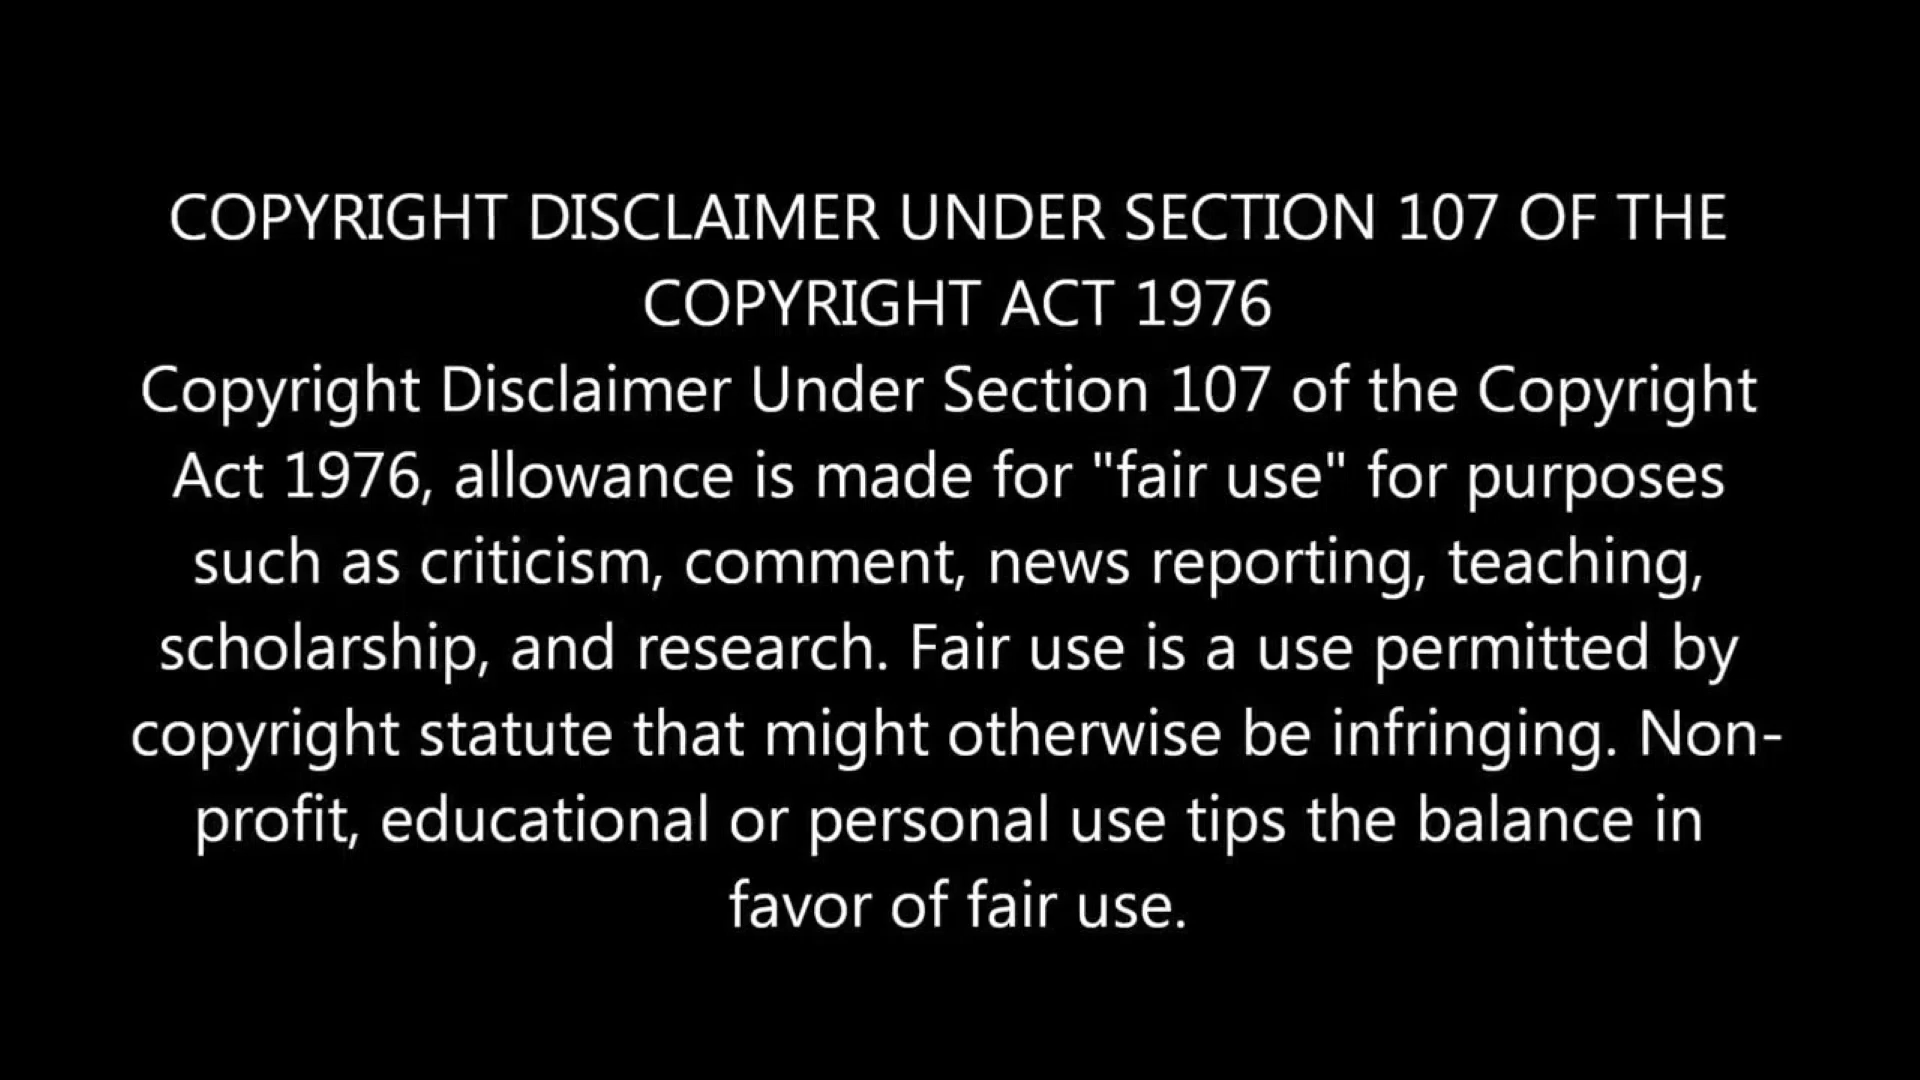 COPYRIGHT DISCLAIMER UNDER SECTION 107 OF THE
COPYRIGHT ACT 1976
Copyright Disclaimer Under Section 107 of the Copyright
Act 1976, allowance is made for "fair use" for purposes
such as criticism, comment, news reporting, teaching,
scholarship, and research. Fair use is a use permitted by
copyright statute that might otherwise be infringing. Non-
profit, educational or personal use tips the balance in
favor of fair use.